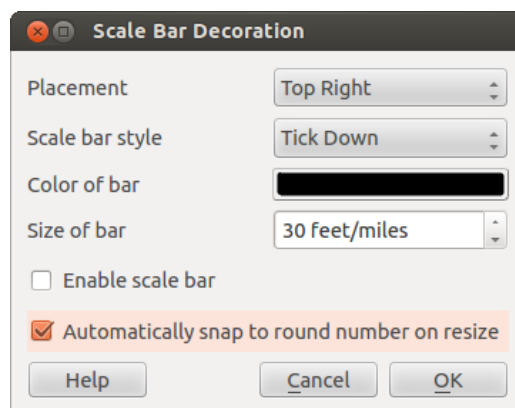 Scale Bar Decoration
Placement Top Right
Scale bar style Tick Down
Color of bar
Size of bar 30 feet/miles
Enable scale bar
Automatically snap to round number on resize
Help Cancel OK